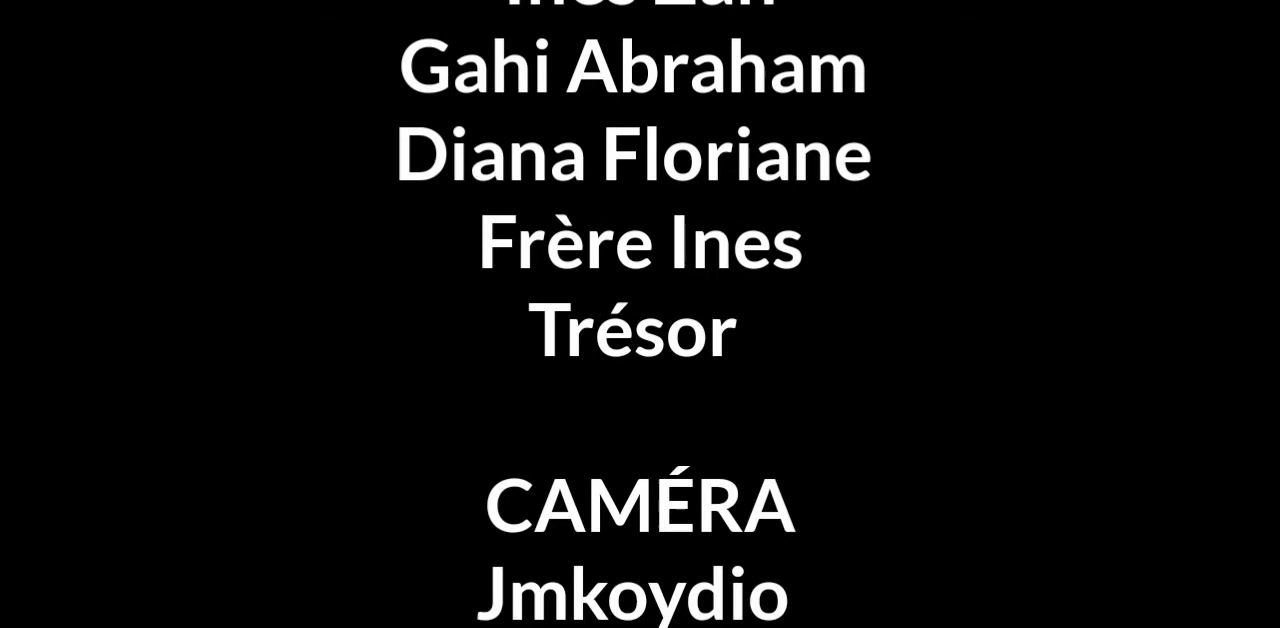 Gahi Abraham
Diana Floriane
Frère Ines
Trésor
CAMÉRA
Jmkoydio